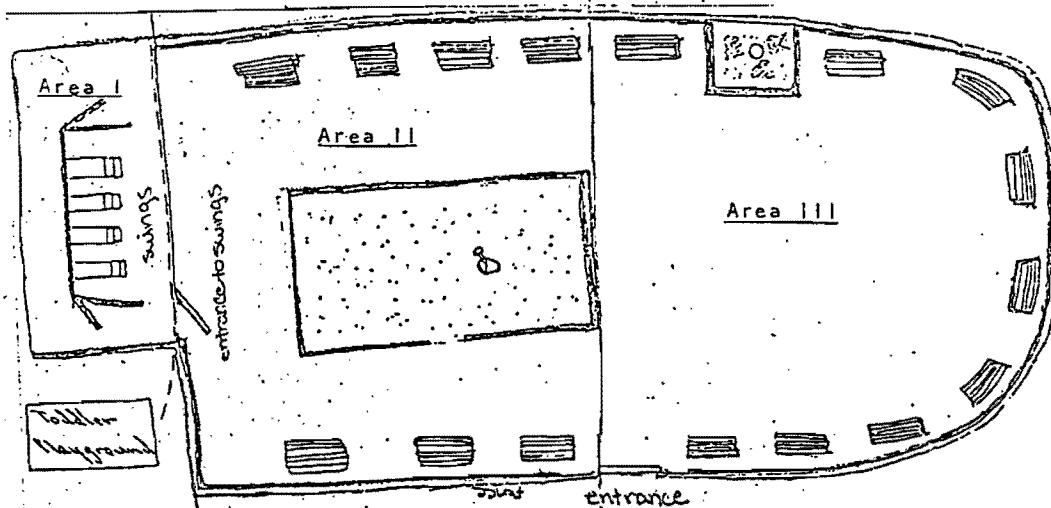 Area I
Area II
swings
entrance to swings
Area III
Toddler
Playground
entrance